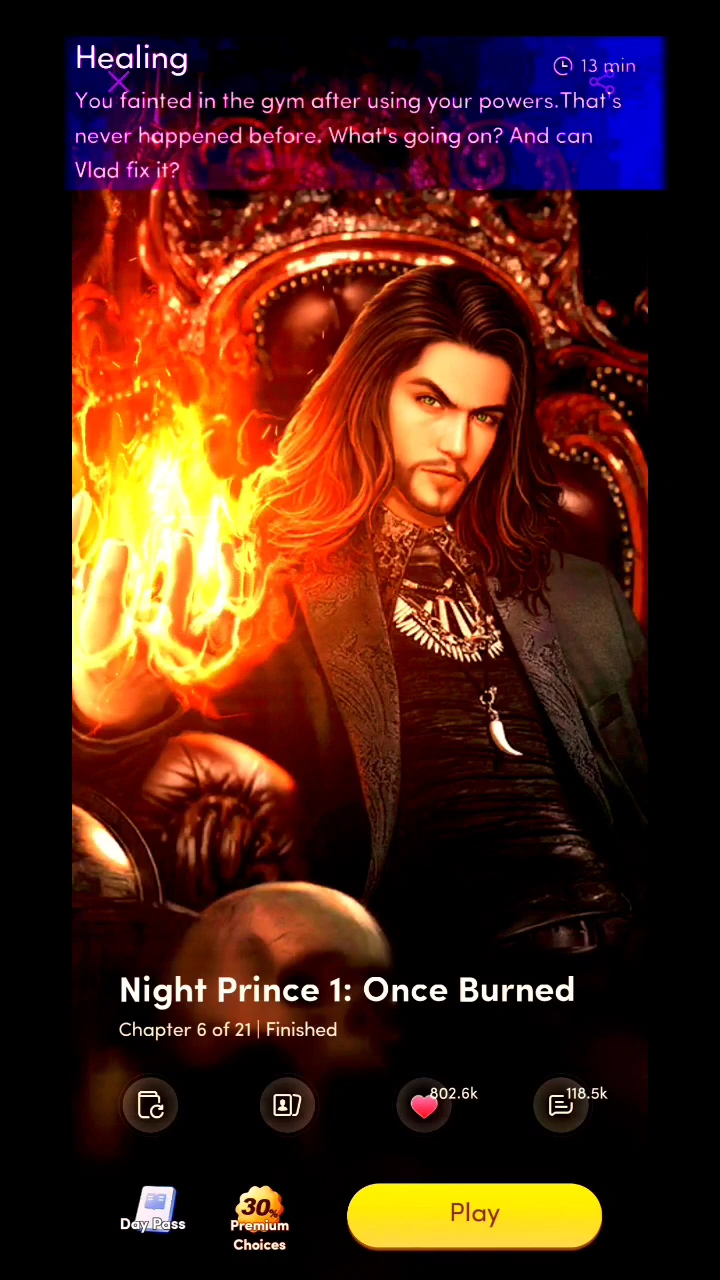 Healing
13 min
You fainted in the gym after using your powers.That's
never happened before. What's going on? And can
Vlad fix it?
Night Prince 1: Once Burned
Chapter 6 of 21 | Finished
802.6k
118.5k
Day Pass
30%
Premium
Choices
Play